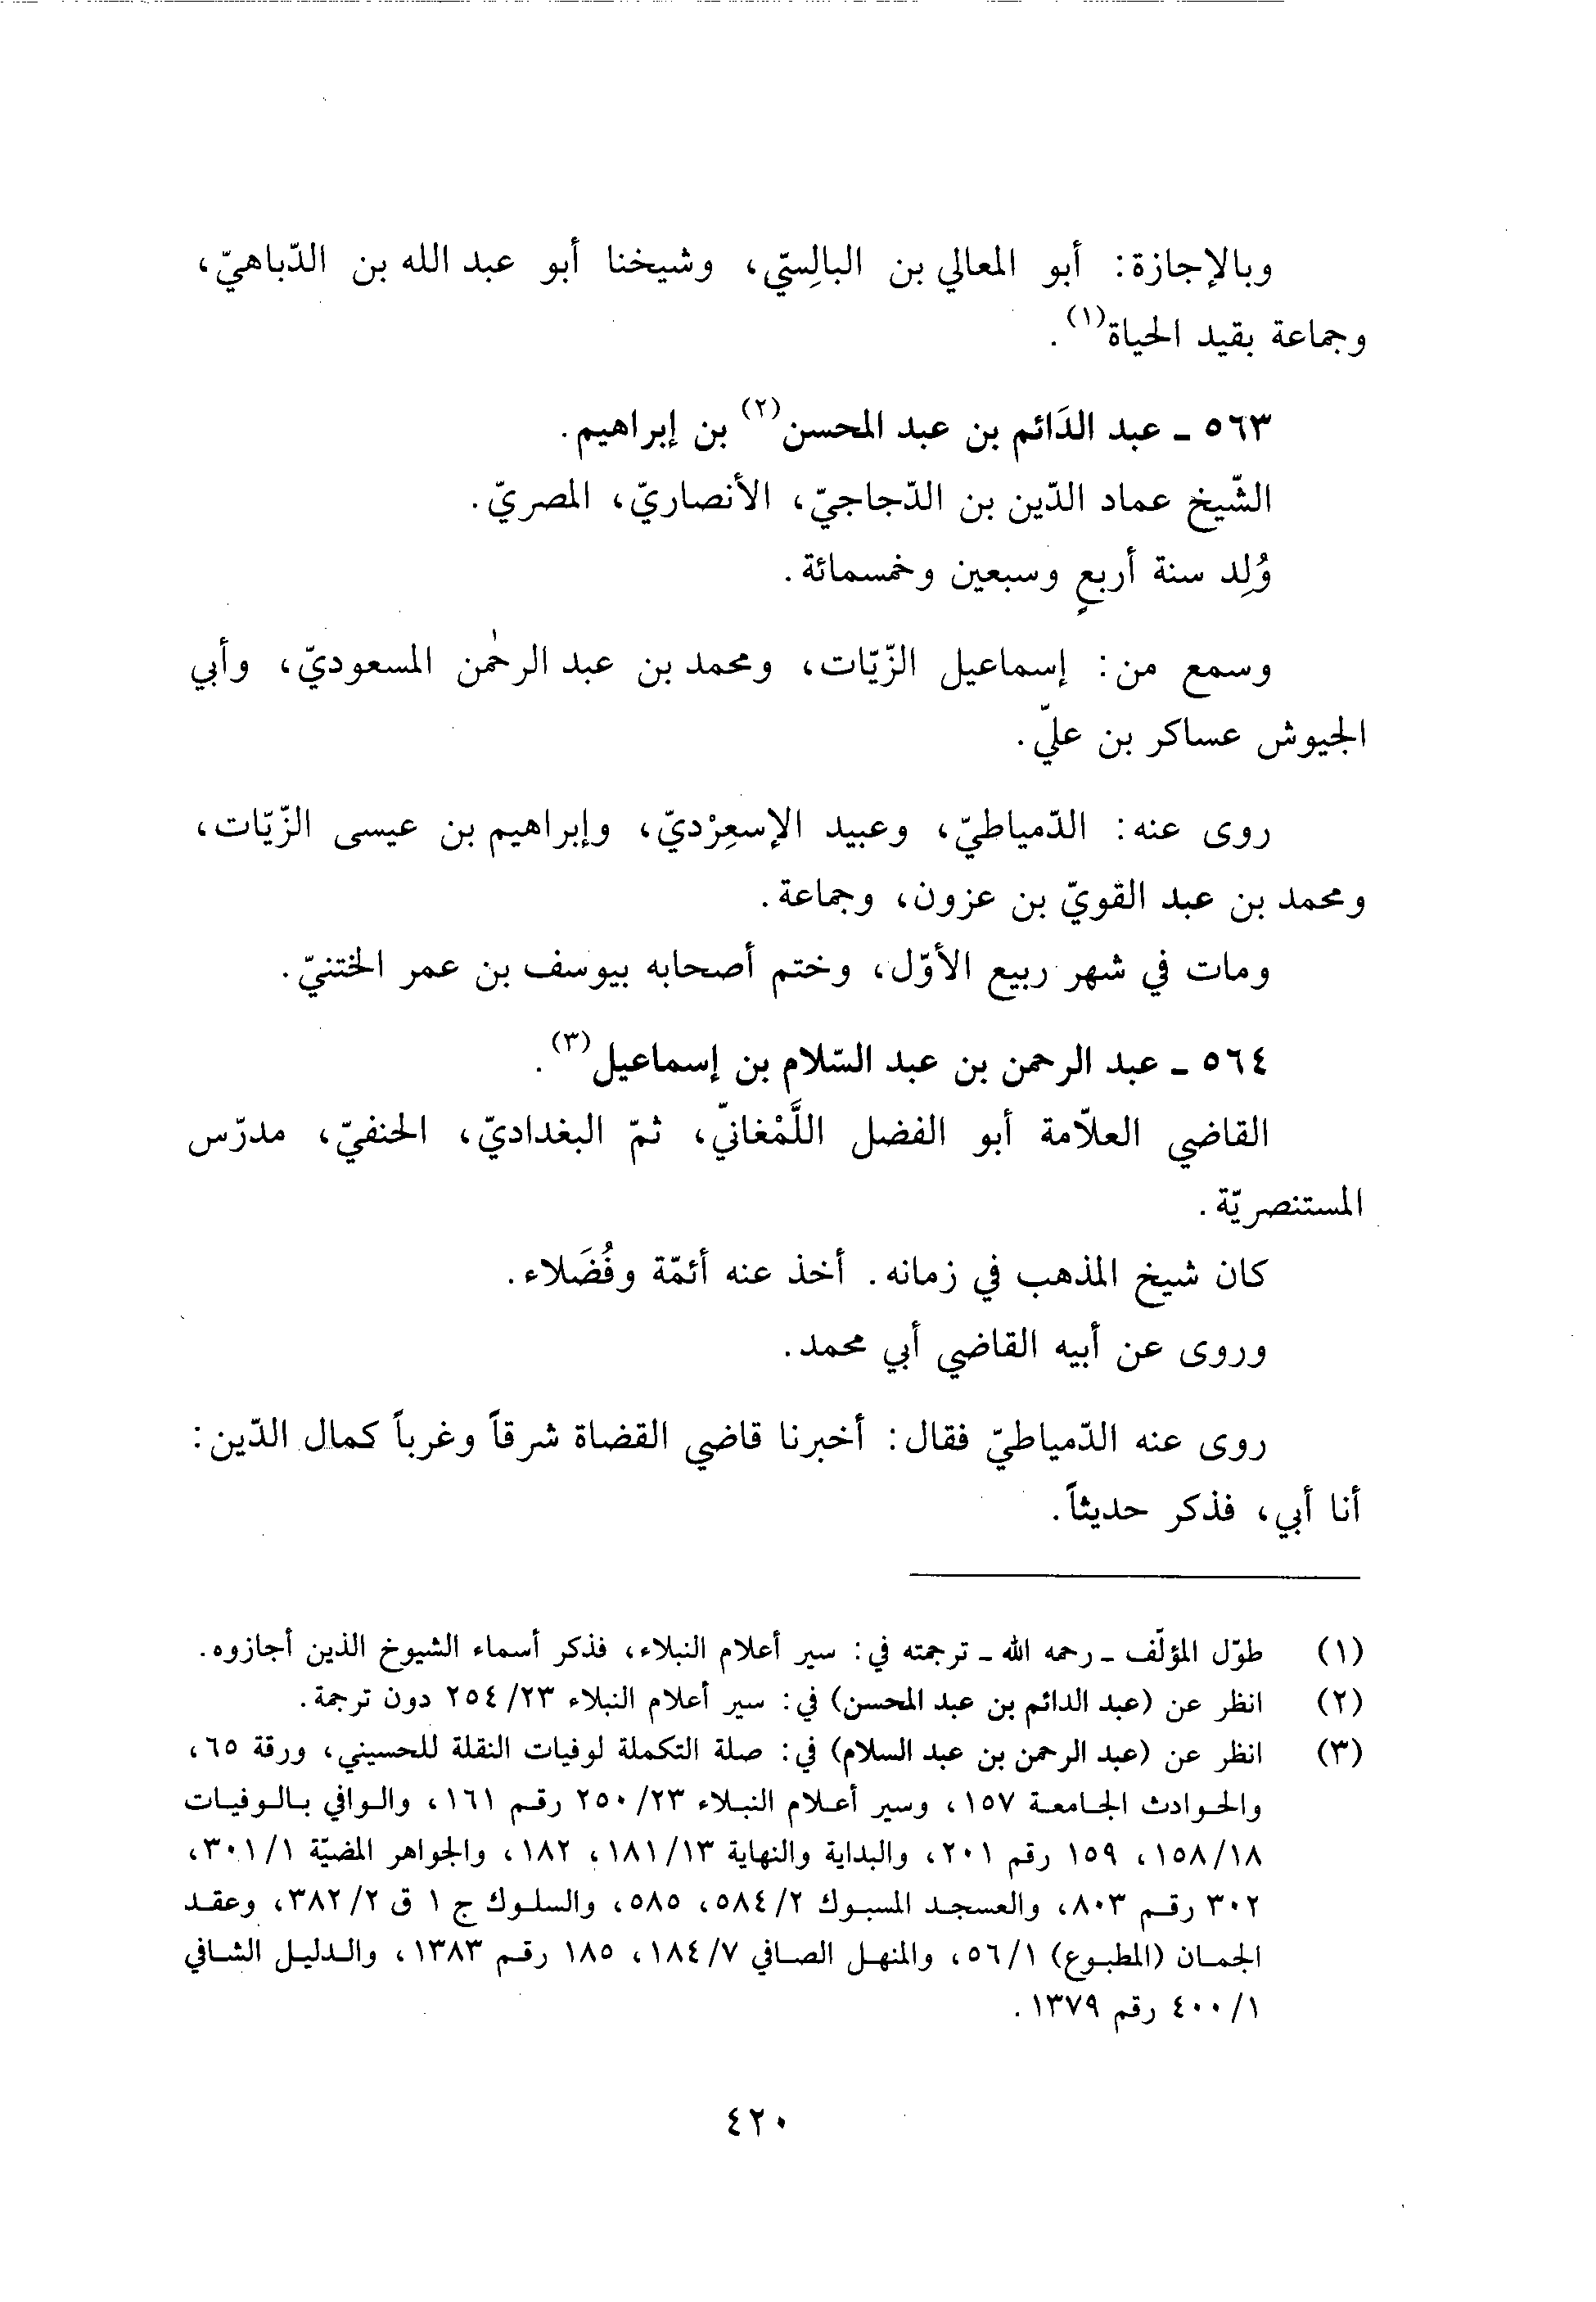 وبالإجازة: أبو المعالي بن البالِسيّ، وشيخنا أبو عبد الله بن الدّباهيّ،
وجماعة بقيد الحياة(١).
٥٦٣ ـ عبد الدَائم بن عبد المحسن(٢) بن إبراهيم.
الشّيخ عماد الدّين بن الدّجاجيّ، الأنصاريّ، المصريّ.
وُلِد سنة أربعٍ وسبعين وخمسمائة.
وسمع من: إسماعيل الزّيّات، ومحمد بن عبد الرحمٰن المسعوديّ، وأبي
الجيوش عساكر بن عليّ.
روى عنه: الدّمياطيّ، وعبيد الإسعِرْديّ، وإبراهيم بن عيسى الزّيّات،
ومحمد بن عبد القويّ بن عزون، وجماعة.
ومات في شهر ربيع الأوّل، وختم أصحابه بيوسف بن عمر الختنيّ.
٥٦٤ ـ عبد الرحمن بن عبد السّلام بن إسماعيل(٣).
القاضي العلاّمة أبو الفضل اللَّمْغانيّ، ثمّ البغداديّ، الحنفيّ، مدرّس
المستنصريّة.
كان شيخ المذهب في زمانه. أخذ عنه أئمّة وفُضَلاء.
وروى عن أبيه القاضي أبي محمد.
روى عنه الدّمياطيّ فقال: أخبرنا قاضي القضاة شرقاً وغرباً كمال الدّين:
أنا أبي، فذكر حديثاً.
(١) طوّل المؤلّف ـ رحمه الله ـ ترجمته في: سير أعلام النبلاء، فذكر أسماء الشيوخ الذين أجازوه.
(٢) انظر عن (عبد الدائم بن عبد المحسن) في: سير أعلام النبلاء ٢٣/٢٥٤ دون ترجمة.
(٣) انظر عن (عبد الرحمن بن عبد السلام) في: صلة التكملة لوفيات النقلة للحسيني، ورقة ٦٥،
والحوادث الجامعة ١٥٧، وسير أعلام النبلاء ٢٣/٢٥٠ رقم ١٦١، والوافي بالوفيات
١٨/١٥٨، ١٥٩ رقم ٢٠١، والبداية والنهاية ١٣/١٨١، ١٨٢، والجواهر المضيّة ١/٣٠١،
٣٠٢ رقم ٨٠٣، والعسجد المسبوك ٢/٥٨٤، ٥٨٥، والسلوك ج ١ ق ٢/٣٨٢، وعقد
الجمان (المطبوع) ١/٥٦، والمنهل الصافي ٧/١٨٤، ١٨٥ رقم ١٣٨٣، والدليل الشافي
١/٤٠٠ رقم ١٣٧٩.
٤٢٠